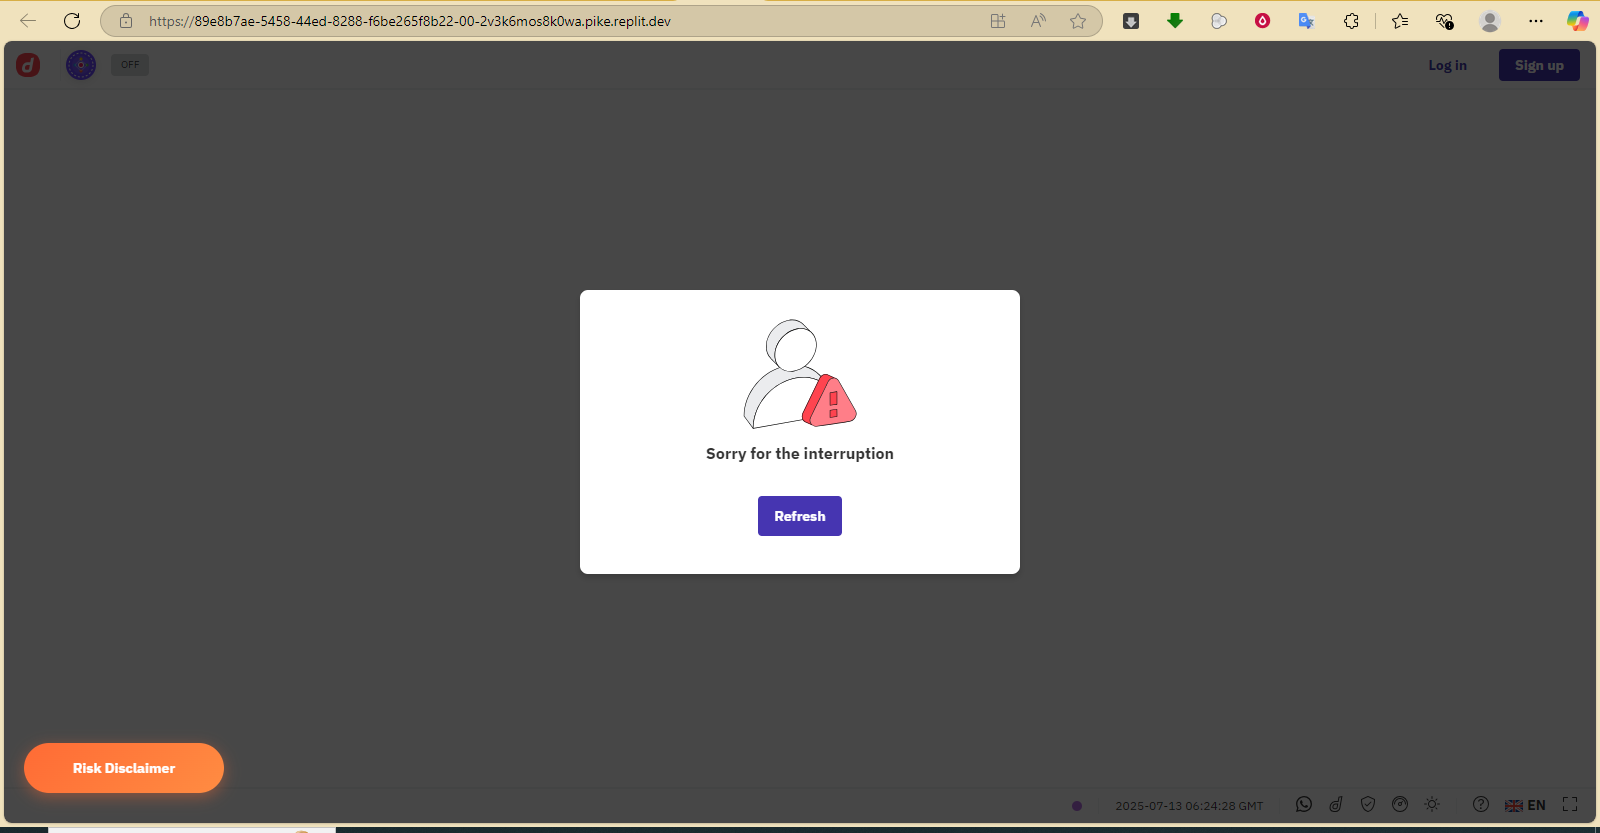 https://89e8b7ae-5458-44ed-8288-f6be265f8b22-00-2v3k6mos8k0wa.pike.replit.dev
OFF
Log in
Sign up
Sorry for the interruption
Refresh
Risk Disclaimer
2025-07-13 06:24:28 GMT
EN